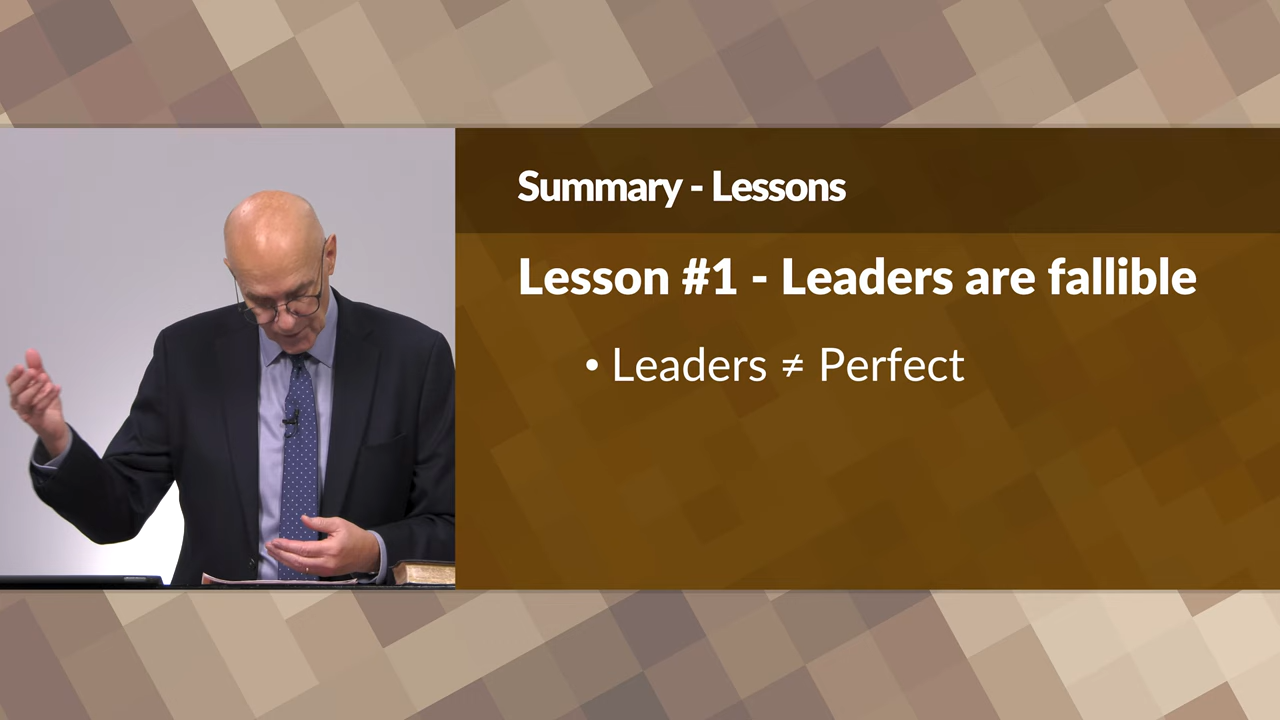 Summary - Lessons
Lesson #1 - Leaders are fallible
• Leaders ≠ Perfect